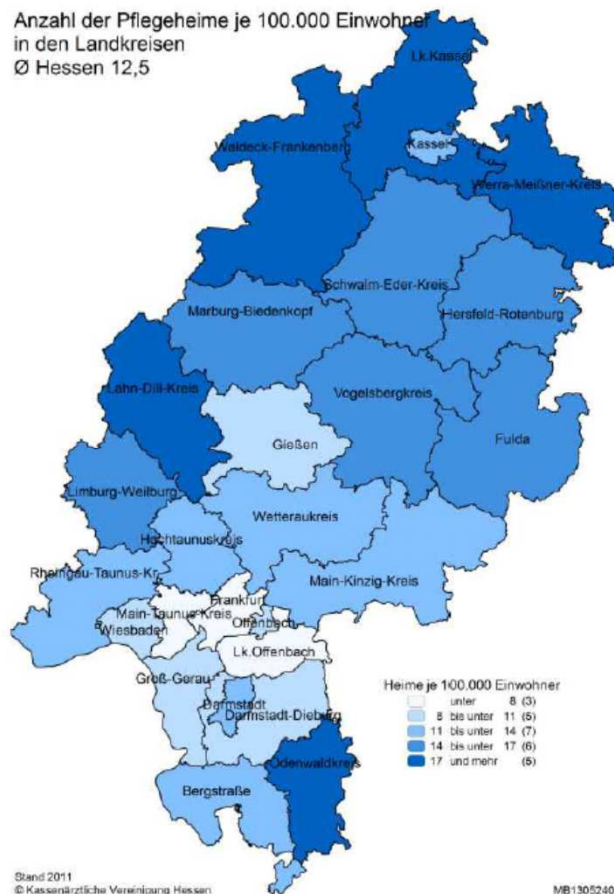 Anzahl der Pflegeheime je 100.000 Einwohner
in den Landkreisen
Ø Hessen 12,5
Lk.Kassel
Kassel
Waldeck-Frankenberg
Werra-Meißner-Kreis
Schwalm-Eder-Kreis
Marburg-Biedenkopf
Hersfeld-Rotenburg
Lahn-Dill-Kreis
Vogelsbergkreis
Gießen
Fulda
Limburg-Weilburg
Wetteraukreis
Hochtaunuskreis
Rheingau-Taunus-Kr.
Main-Kinzig-Kreis
Frankfurt
Main-Taunus-Kreis
Offenbach
Wiesbaden
Lk.Offenbach
Groß-Gerau
Darmstadt
Darmstadt-Dieburg
Odenwaldkreis
Bergstraße
Heime je 100.000 Einwohner
unter 8 (3)
8 bis unter 11 (5)
11 bis unter 14 (7)
14 bis unter 17 (6)
17 und mehr (5)
Stand 2011
© Kassenärztliche Vereinigung Hessen
MB1305240